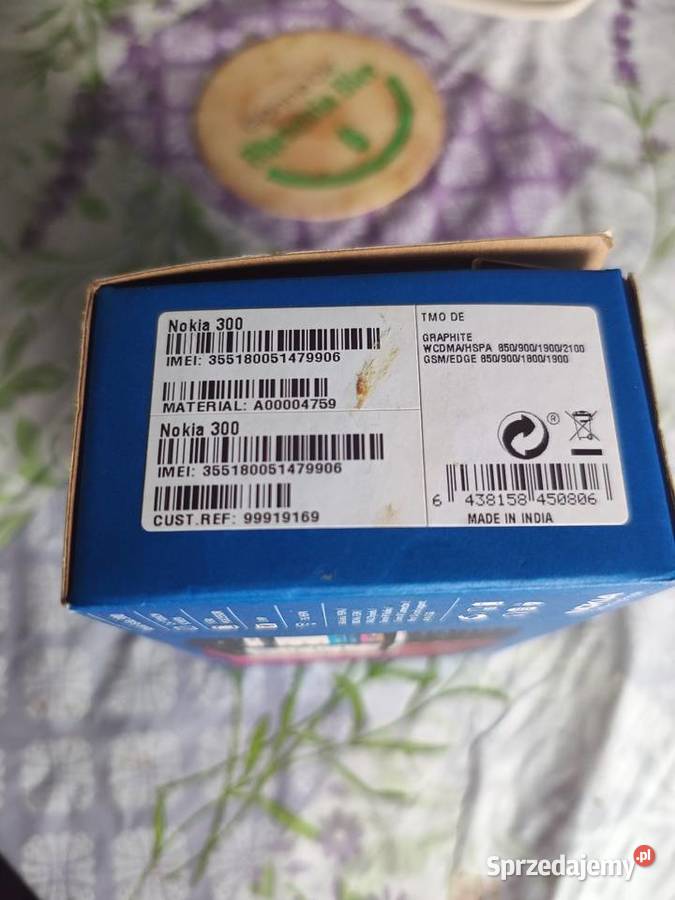 Nokia 300
IMEI: 355180051479906
MATERIAL: A00004759
Nokia 300
IMEI: 355180051479906
CUST.REF: 99919169
TMO DE
GRAPHITE
WCDMA/HSPA 850/900/1900/2100
GSM/EDGE 850/900/1800/1900
®
6 438158 450806
MADE IN INDIA
Sprzedajemy.pl